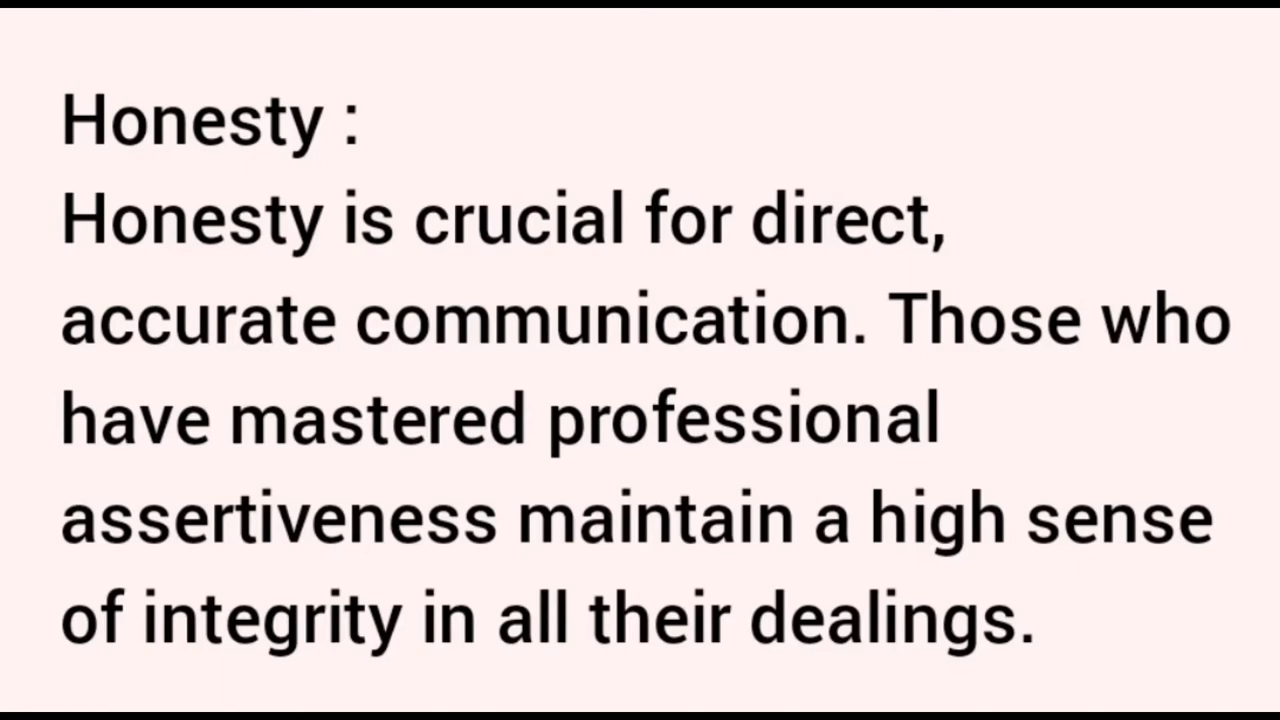 Honesty :
Honesty is crucial for direct,
accurate communication. Those who
have mastered professional
assertiveness maintain a high sense
of integrity in all their dealings.